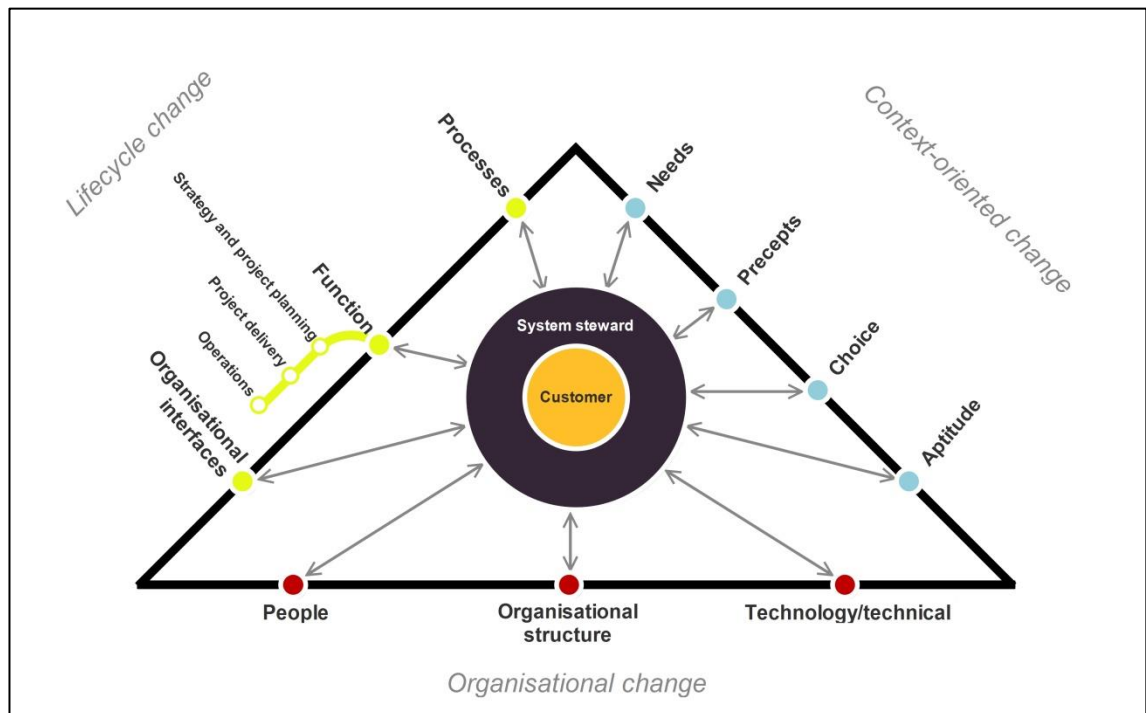 Lifecycle change
Context-oriented change
Processes
Needs
Strategy and project planning
Precepts
Function
Project delivery
System steward
Operations
Choice
Customer
Organisational
interfaces
Aptitude
People
Organisational
structure
Technology/technical
Organisational change